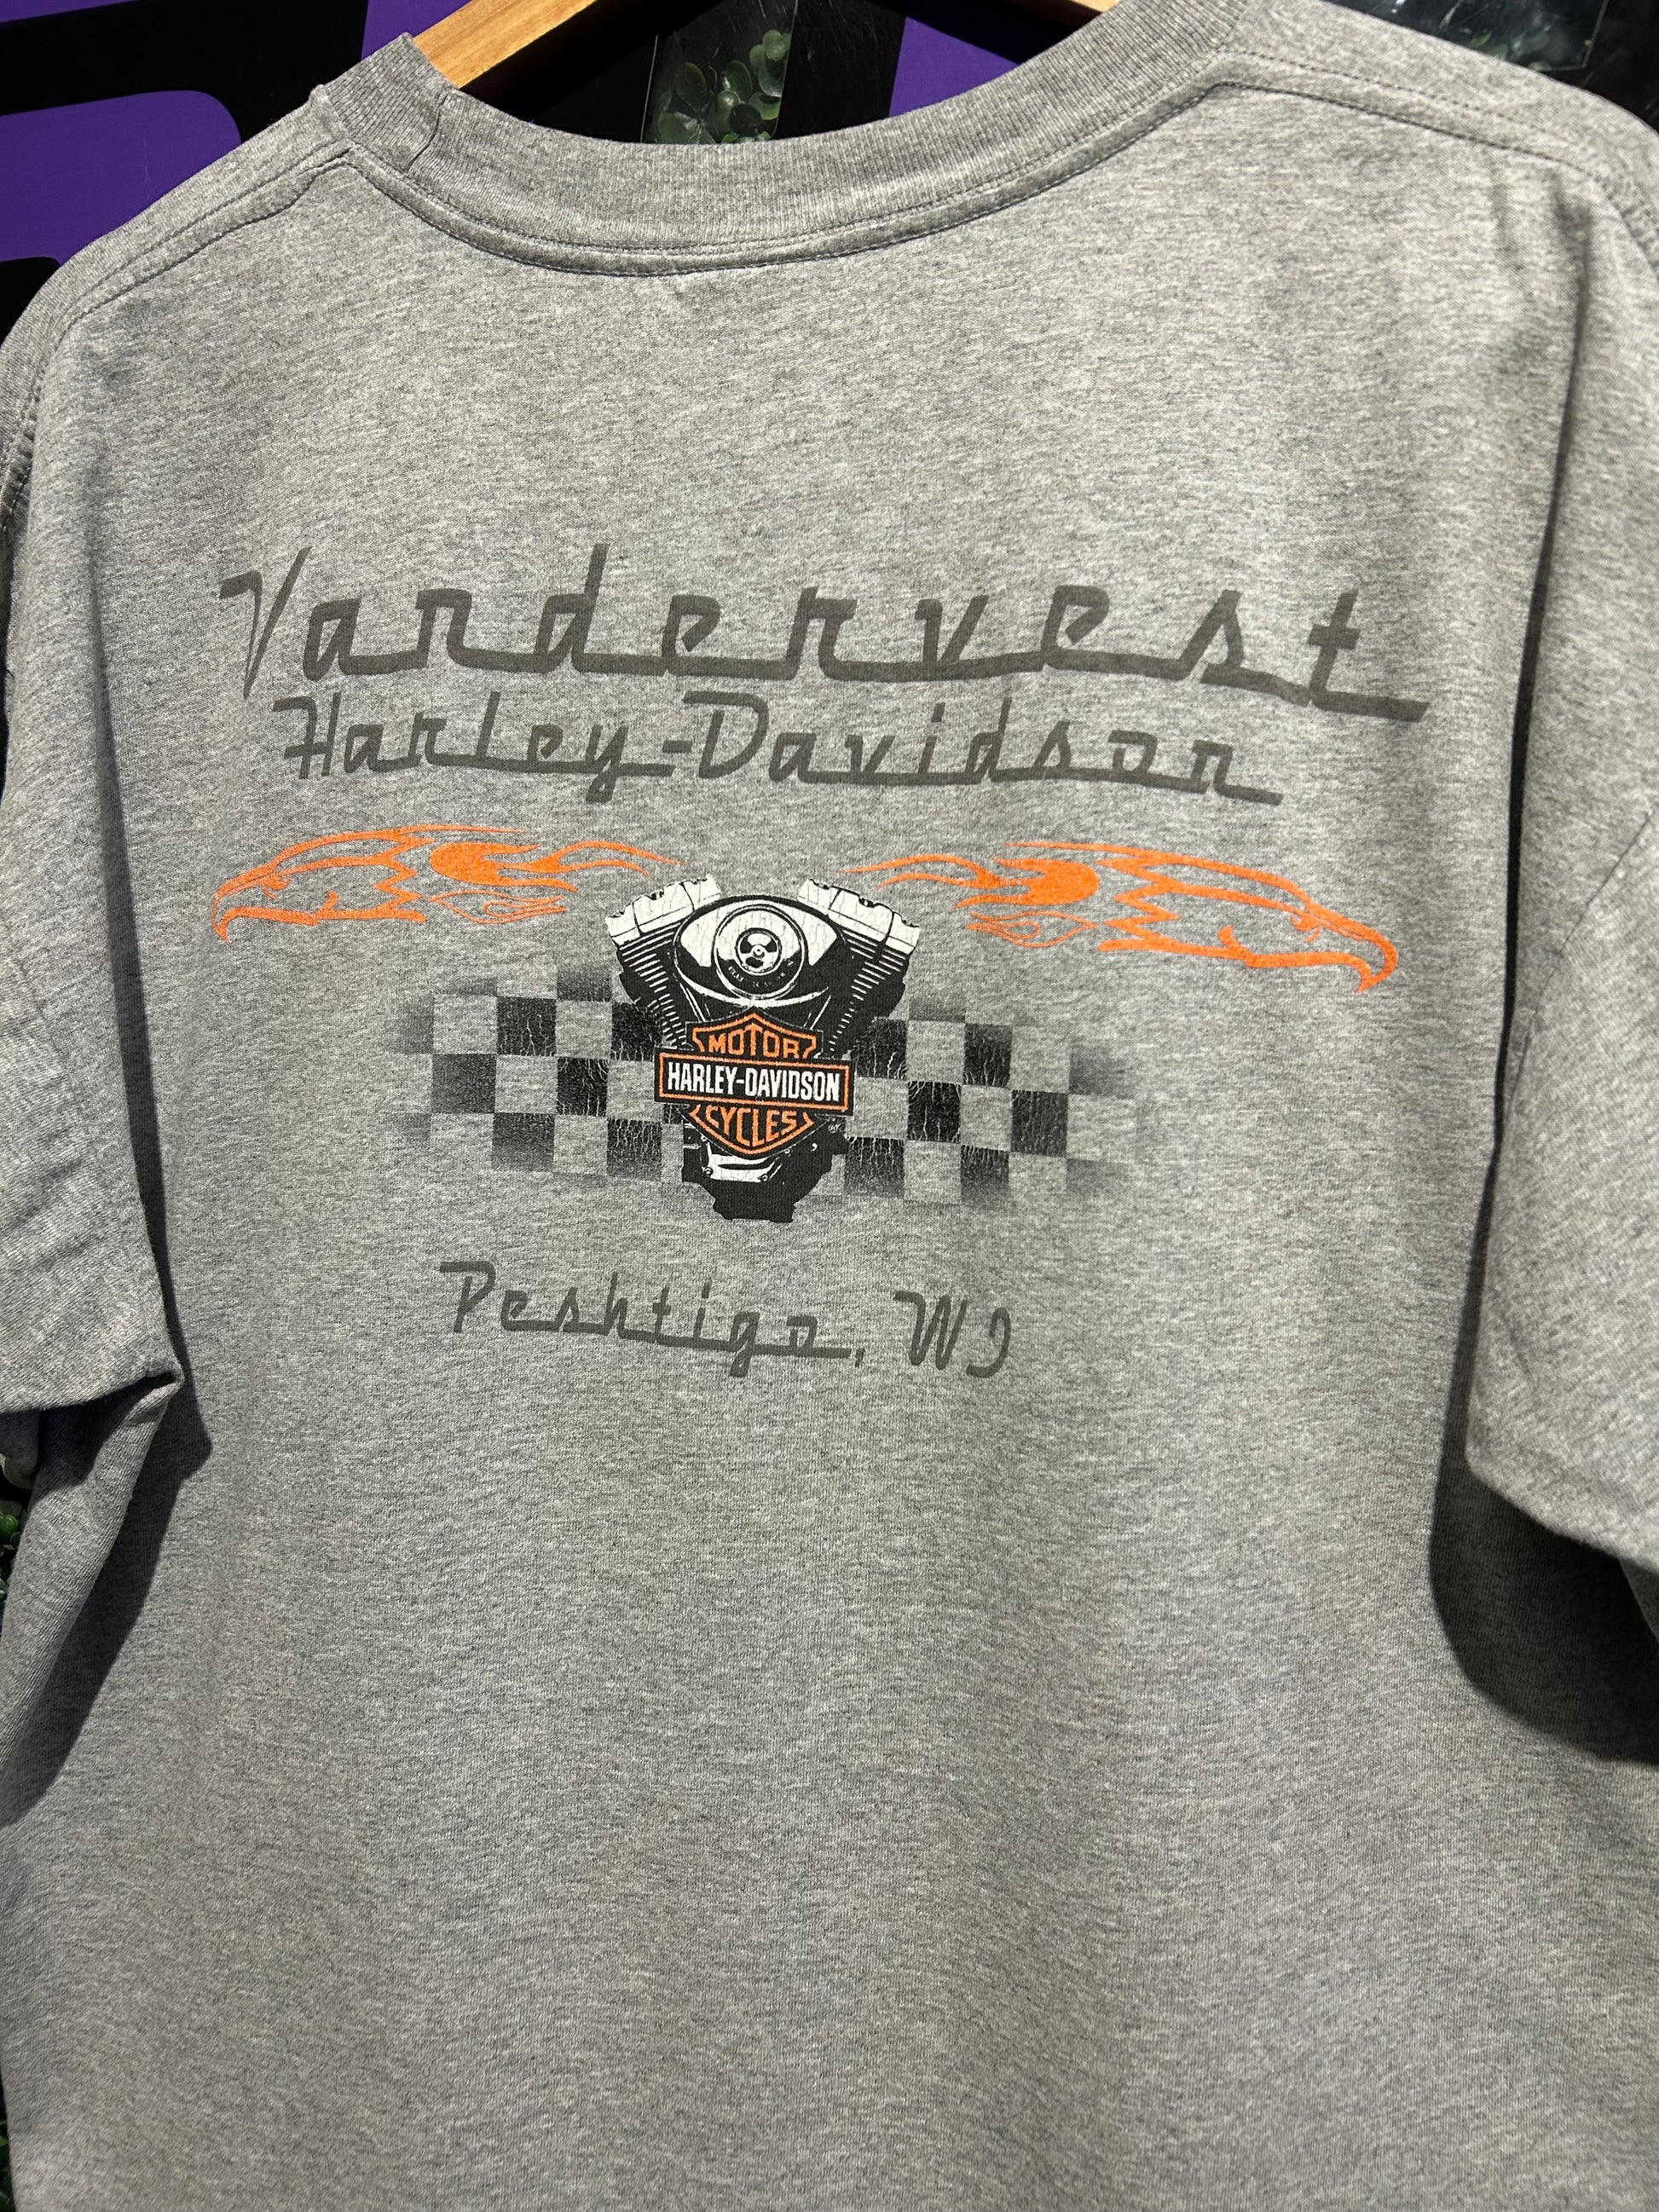 Vandervest
Harley-Davidson
MOTOR
HARLEY-DAVIDSON
CYCLES
Peshtigo, WI